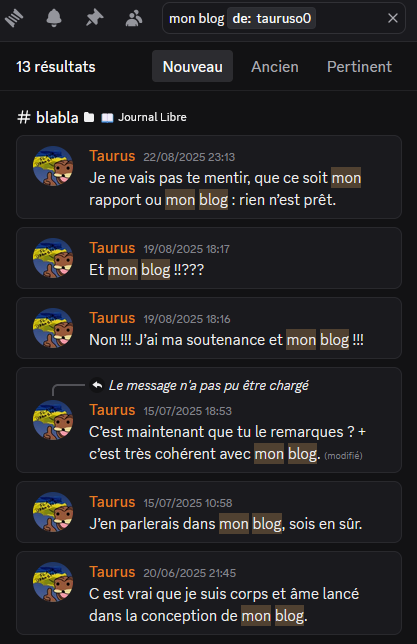 mon blog de: tauruso0
13 résultats
Nouveau
Ancien
Pertinent
# blabla
Journal Libre
Taurus 22/08/2025 23:13
Je ne vais pas te mentir, que ce soit mon
rapport ou mon blog : rien n’est prêt.
Taurus 19/08/2025 18:17
Et mon blog !!???
Taurus 19/08/2025 18:16
Non !!! J’ai ma soutenance et mon blog !!!
Le message n'a pas pu être chargé
Taurus 15/07/2025 18:53
C’est maintenant que tu le remarques ? +
c’est très cohérent avec mon blog. (modifié)
Taurus 15/07/2025 10:58
J’en parlerais dans mon blog, sois en sûr.
Taurus 20/06/2025 21:45
C est vrai que je suis corps et âme lancé
dans la conception de mon blog.